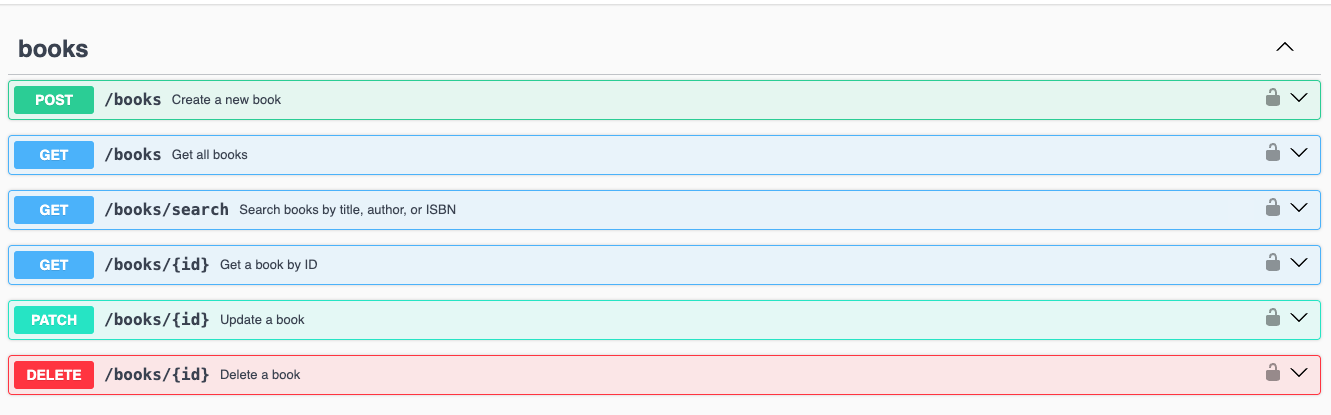 books
POST /books Create a new book
GET /books Get all books
GET /books/search Search books by title, author, or ISBN
GET /books/{id} Get a book by ID
PATCH /books/{id} Update a book
DELETE /books/{id} Delete a book